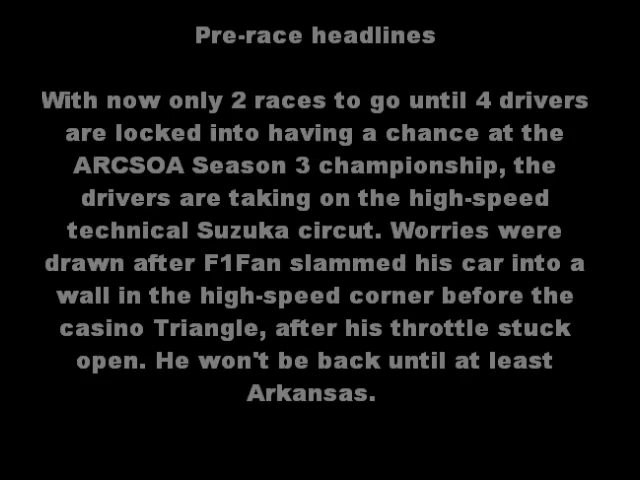 Pre-race headlines
With now only 2 races to go until 4 drivers
are locked into having a chance at the
ARCSOA Season 3 championship, the
drivers are taking on the high-speed
technical Suzuka circut. Worries were
drawn after F1Fan slammed his car into a
wall in the high-speed corner before the
casino Triangle, after his throttle stuck
open. He won't be back until at least
Arkansas.